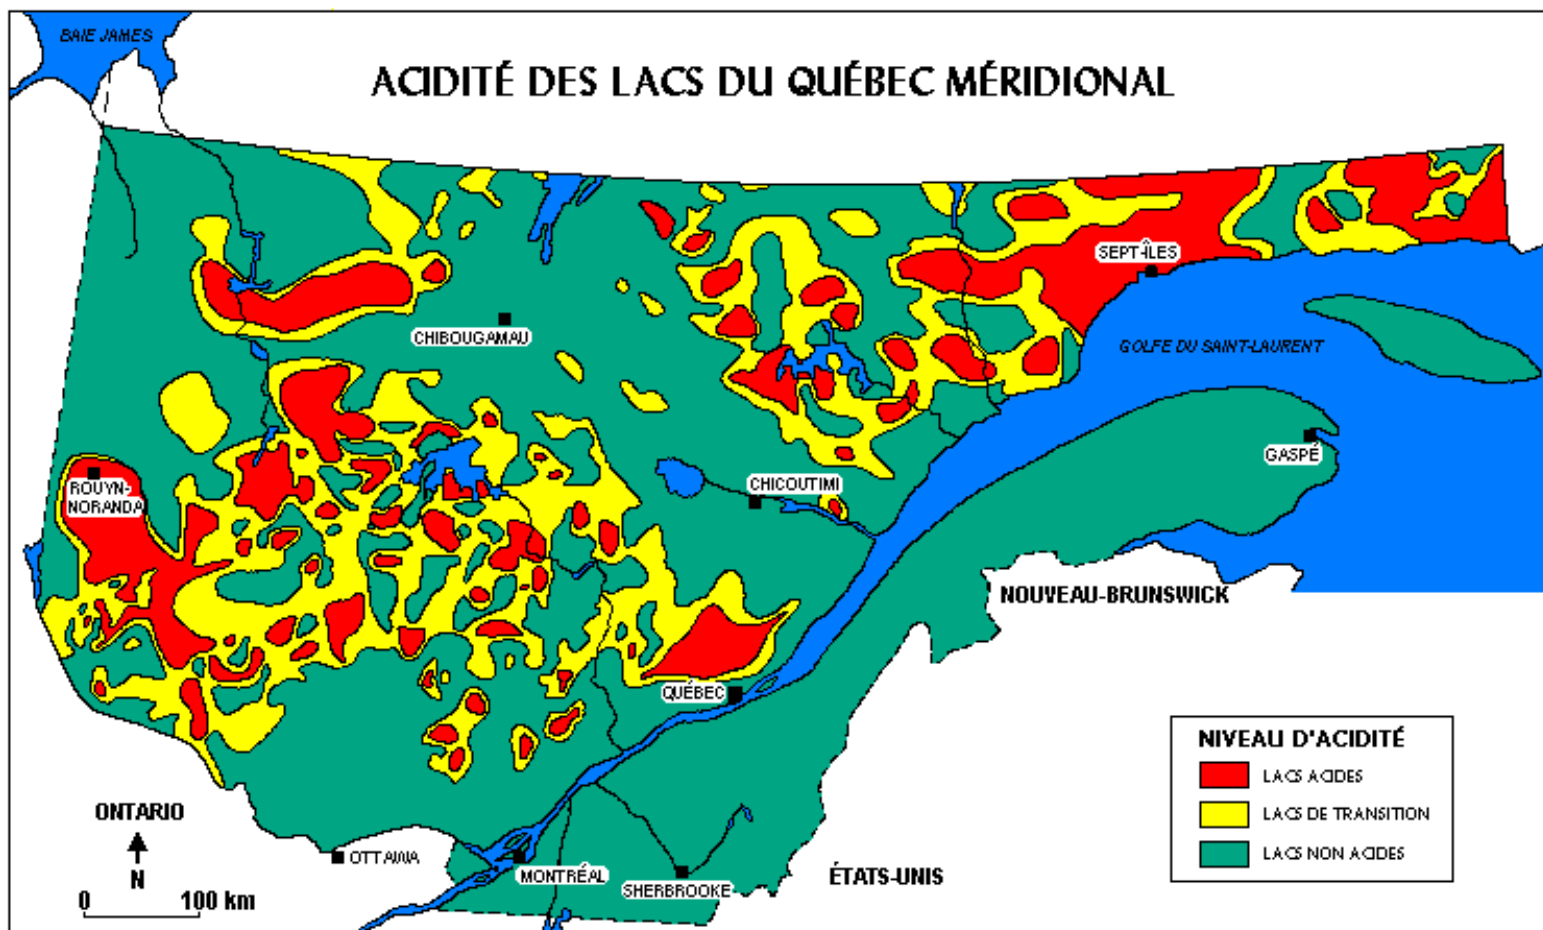 BAIE JAMES
ACIDITÉ DES LACS DU QUÉBEC MÉRIDIONAL
SEPT-ÎLES
CHIBOUGAMAU
GOLFE DU SAINT-LAURENT
GASPÉ
ROUYN-
NORANDA
CHICOUTIMI
NOUVEAU-BRUNSWICK
QUÉBEC
NIVEAU D'ACIDITÉ
LACS ACIDES
LACS DE TRANSITION
LACS NON ACIDES
ONTARIO
N
0 100 km
OTTAWA
MONTRÉAL
SHERBROOKE
ÉTATS-UNIS